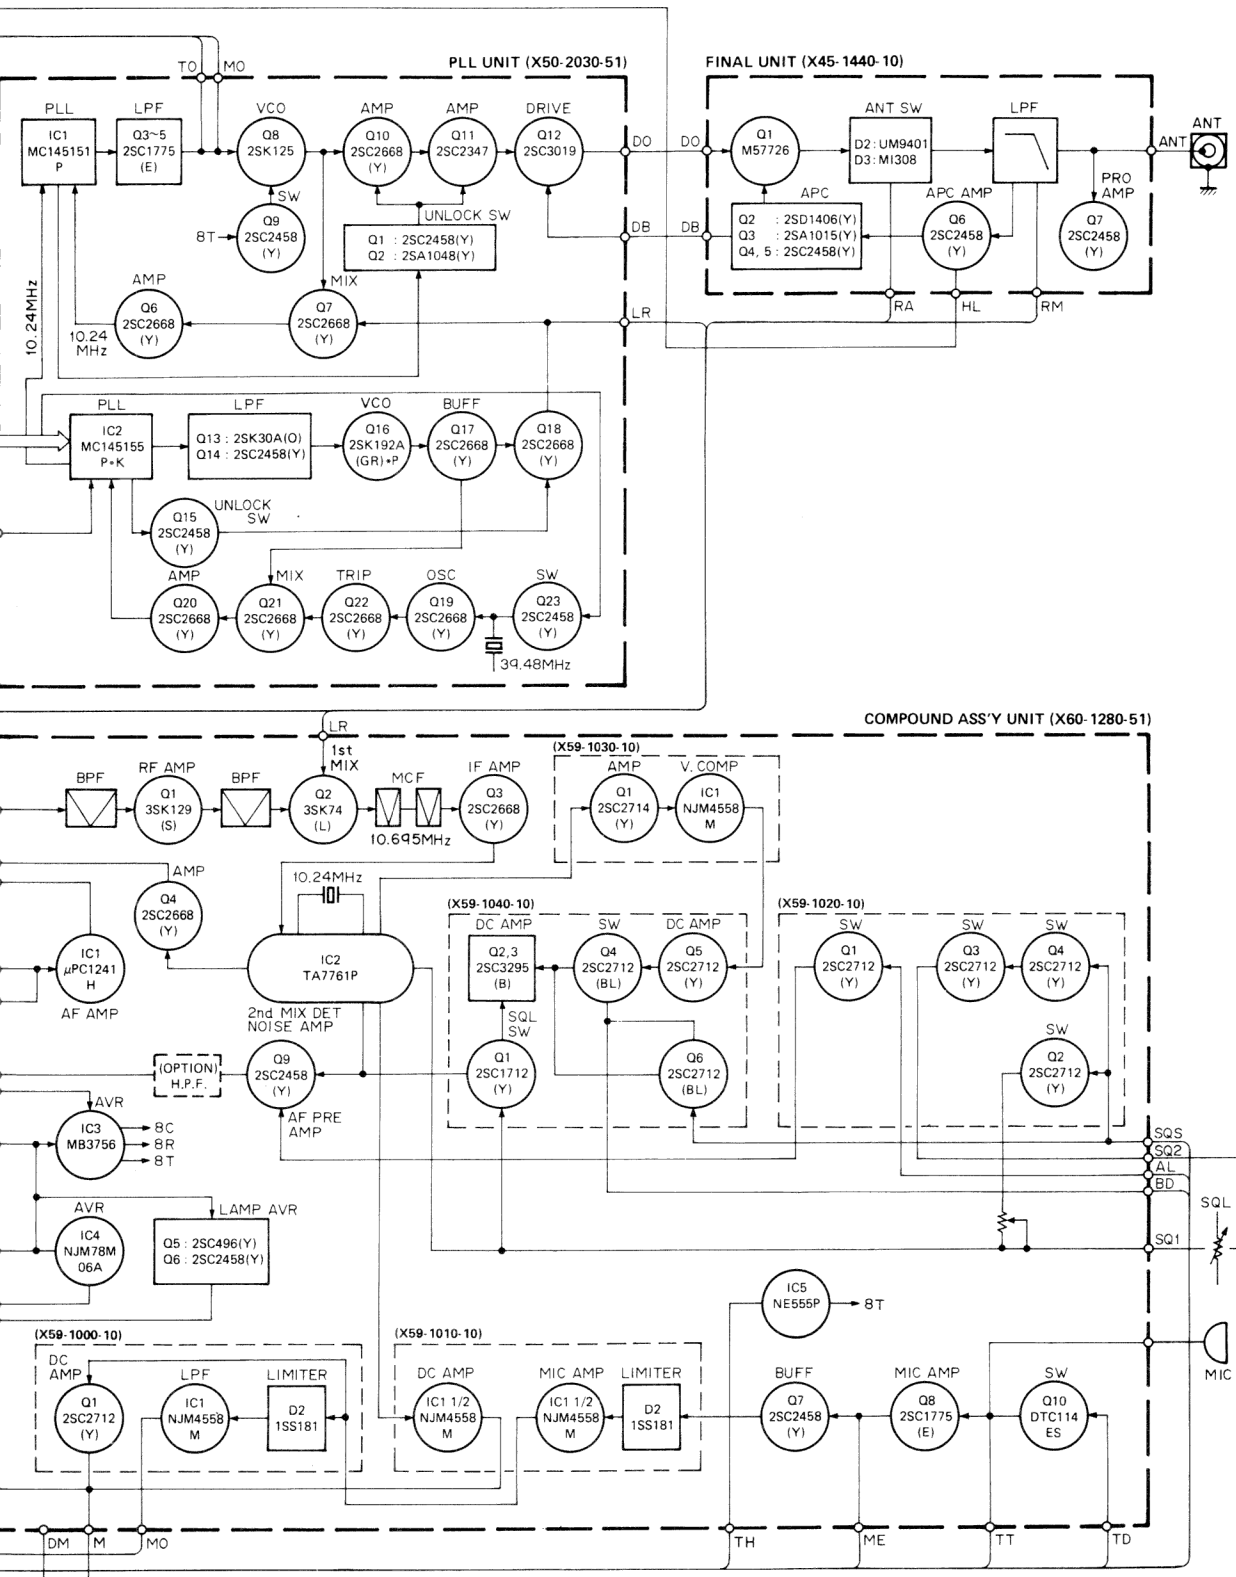 PLL UNIT (X50-2030-51)
FINAL UNIT (X45-1440-10)
TO
MO
PLL
IC1
MC145151
P
LPF
Q3~5
2SC1775
(E)
VCO
Q8
2SK125
AMP
Q10
2SC2668
(Y)
AMP
Q11
2SC2347
DRIVE
Q12
2SC3019
DO
DO
Q1
M57726
ANT SW
D2: UM9401
D3: MI308
LPF
ANT
ANT
SW
8T
Q9
2SC2458
(Y)
UNLOCK SW
Q1 : 2SC2458(Y)
Q2 : 2SA1048(Y)
DB
DB
APC
Q2 : 2SD1406(Y)
Q3 : 2SA1015(Y)
Q4, 5 : 2SC2458(Y)
APC AMP
Q6
2SC2458
(Y)
PRO
AMP
Q7
2SC2458
(Y)
RA
HL
RM
10.24MHz
AMP
Q6
2SC2668
(Y)
10.24
MHz
MIX
Q7
2SC2668
(Y)
LR
PLL
IC2
MC145155
P*K
LPF
Q13 : 2SK30A(O)
Q14 : 2SC2458(Y)
VCO
Q16
2SK192A
(GR)*P
BUFF
Q17
2SC2668
(Y)
Q18
2SC2668
(Y)
UNLOCK
SW
Q15
2SC2458
(Y)
AMP
Q20
2SC2668
(Y)
MIX
Q21
2SC2668
(Y)
TRIP
Q22
2SC2668
(Y)
OSC
Q19
2SC2668
(Y)
SW
Q23
2SC2458
(Y)
39.48MHz
COMPOUND ASS'Y UNIT (X60-1280-51)
LR
1st
MIX
BPF
RF AMP
Q1
3SK129
(S)
BPF
Q2
3SK74
(L)
MCF
10.695MHz
IF AMP
Q3
2SC2668
(Y)
(X59-1030-10)
AMP
Q1
2SC2714
(Y)
V. COMP
IC1
NJM4558
M
AMP
Q4
2SC2668
(Y)
10.24MHz
IC1
μPC1241
H
AF AMP
IC2
TA7761P
2nd MIX DET
NOISE AMP
(X59-1040-10)
DC AMP
Q2,3
2SC3295
(B)
SW
Q4
2SC2712
(BL)
DC AMP
Q5
2SC2712
(Y)
SQL
SW
Q1
2SC1712
(Y)
Q6
2SC2712
(BL)
(X59-1020-10)
SW
Q1
2SC2712
(Y)
SW
Q3
2SC2712
(Y)
SW
Q4
2SC2712
(Y)
SW
Q2
2SC2712
(Y)
(OPTION)
H.P.F.
Q9
2SC2458
(Y)
AF PRE
AMP
AVR
IC3
MB3756
8C
8R
8T
SQS
SQ2
AL
BD
SQ1
SQL
AVR
IC4
NJM78M
06A
LAMP AVR
Q5 : 2SC496(Y)
Q6 : 2SC2458(Y)
IC5
NE555P
8T
MIC
(X59-1000-10)
DC
AMP
Q1
2SC2712
(Y)
LPF
IC1
NJM4558
M
LIMITER
D2
1SS181
(X59-1010-10)
DC AMP
IC1 1/2
NJM4558
M
MIC AMP
IC1 1/2
NJM4558
M
LIMITER
D2
1SS181
BUFF
Q7
2SC2458
(Y)
MIC AMP
Q8
2SC1775
(E)
SW
Q10
DTC114
ES
DM
M
MO
TH
ME
TT
TD